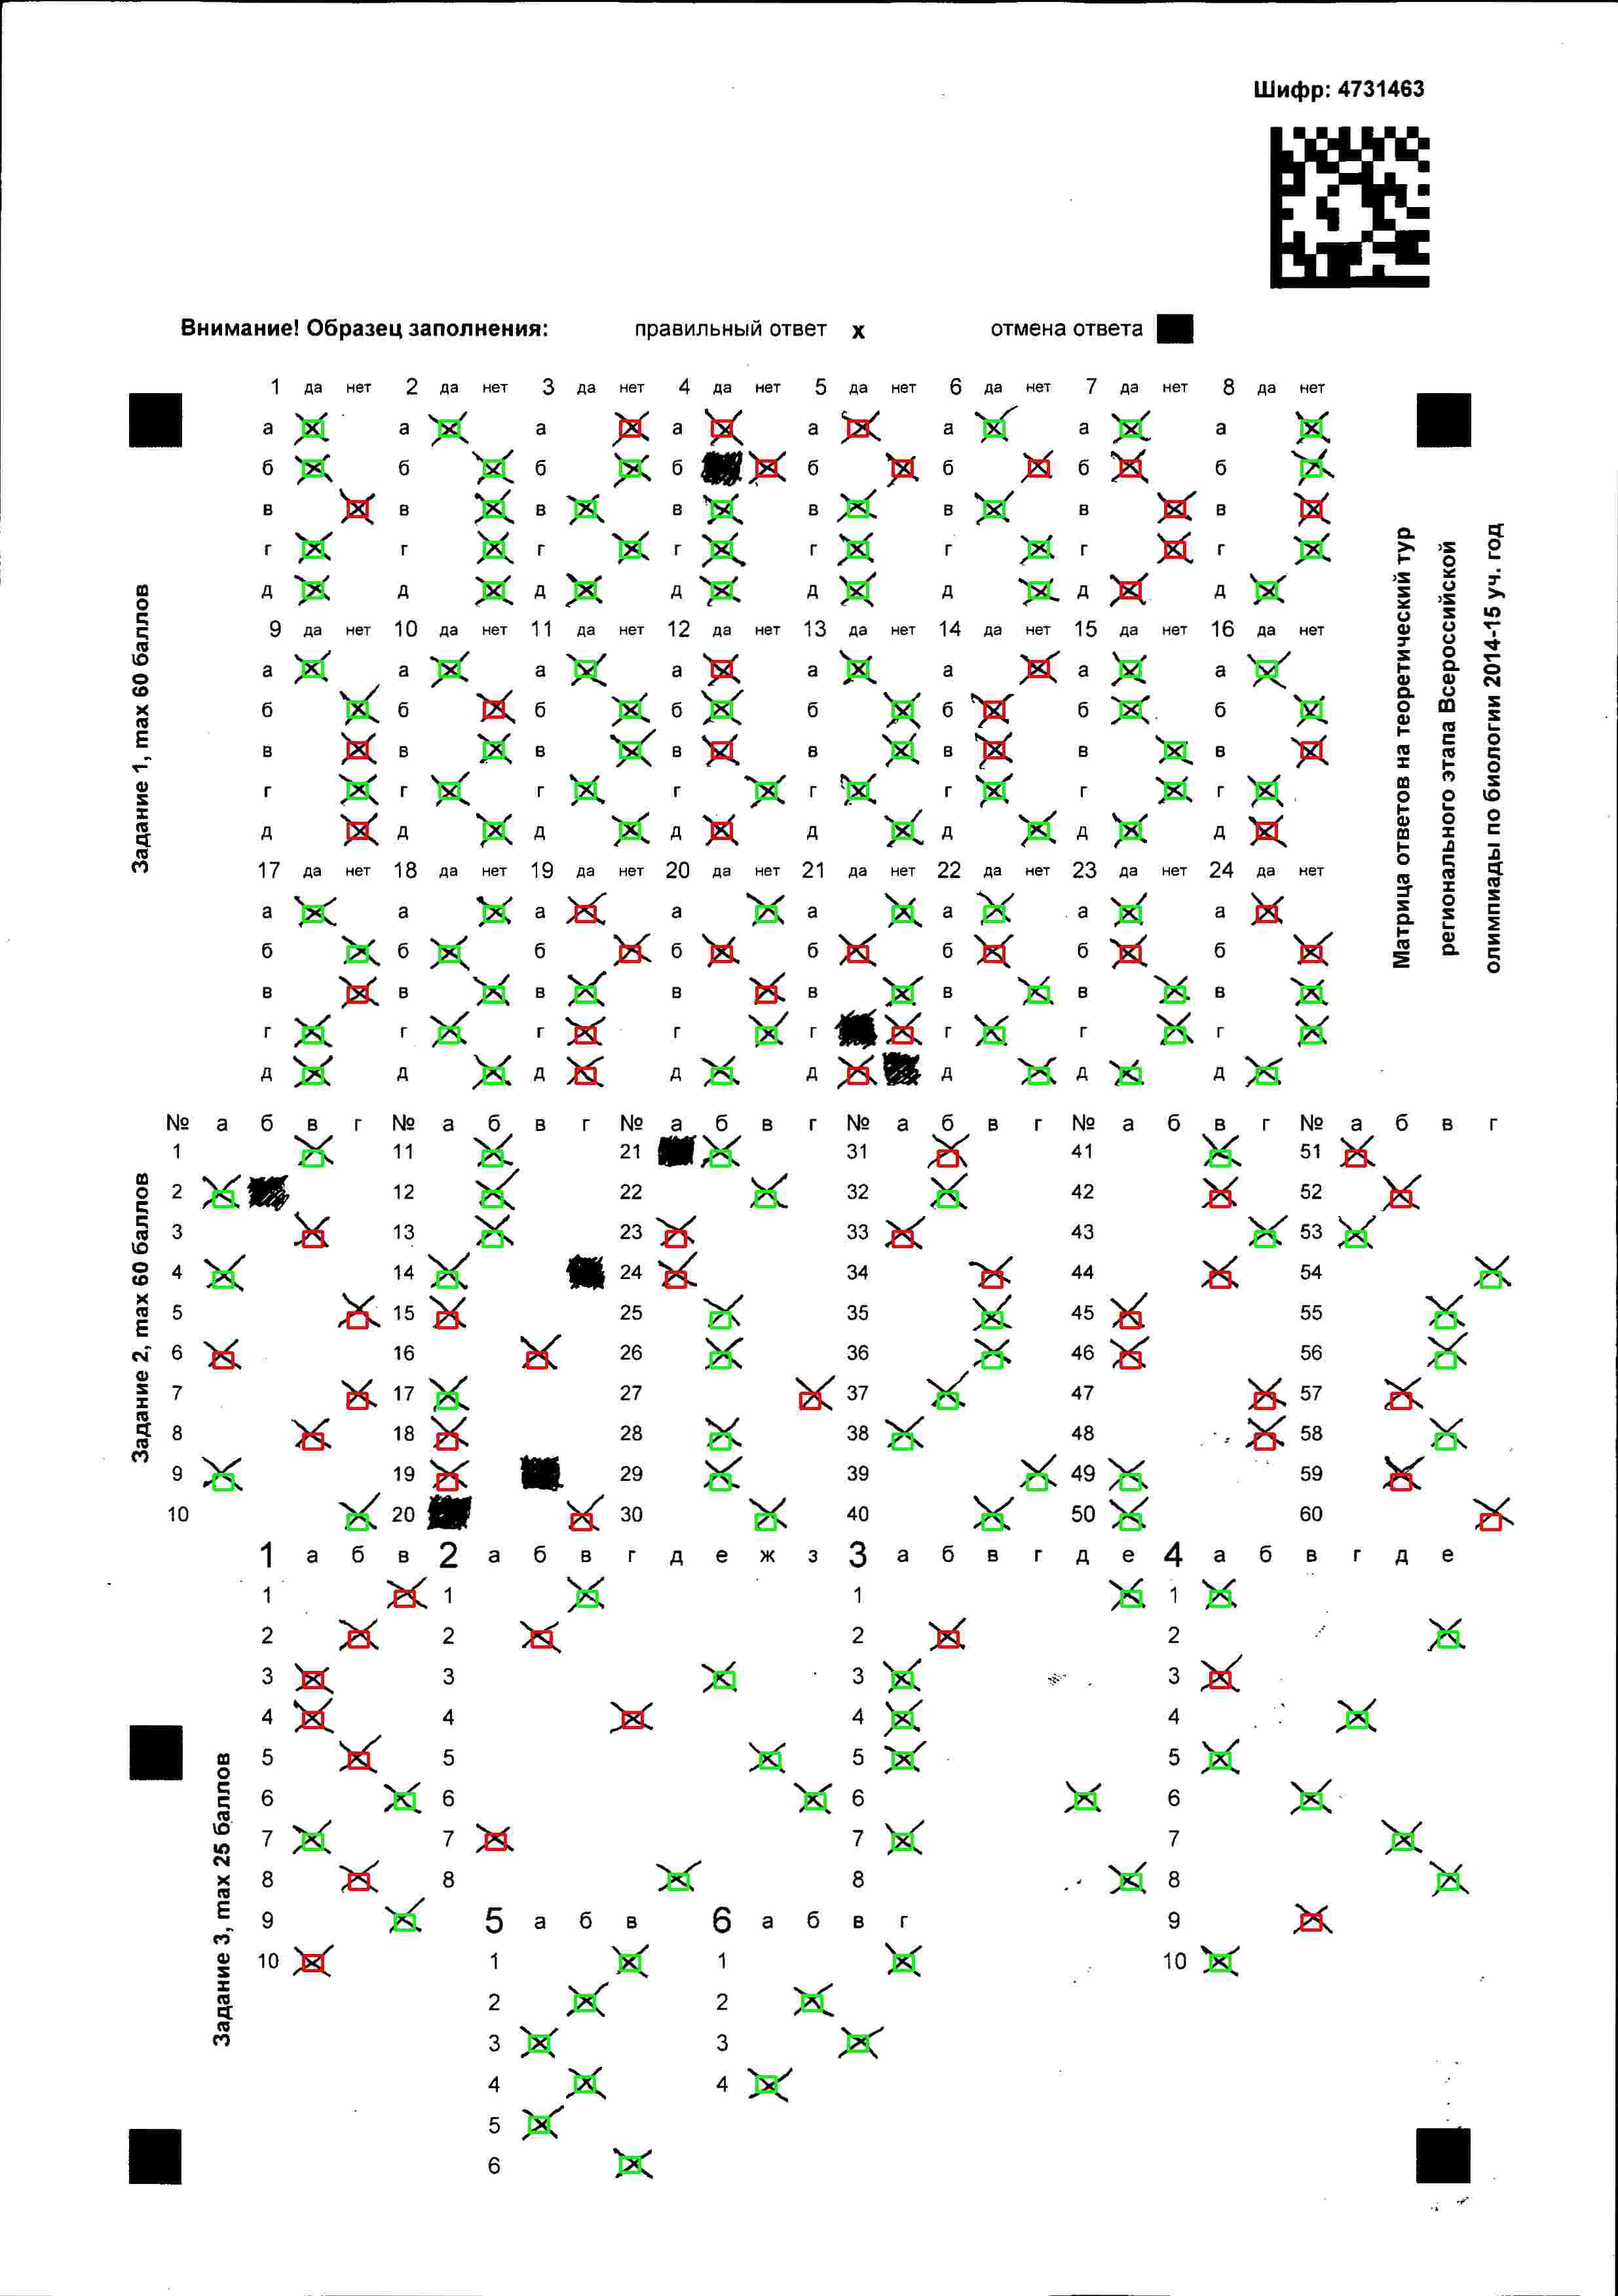 Шифр: 4731463
Внимание! Образец заполнения: правильный ответ x отмена ответа
1 да нет 2 да нет 3 да нет 4 да нет 5 да нет 6 да нет 7 да нет 8 да нет
а а а а а а а а
б б б б б б б б
в в в в в в в в
г г г г г г г г
д д д д д д д д
9 да нет 10 да нет 11 да нет 12 да нет 13 да нет 14 да нет 15 да нет 16 да нет
а а а а а а а а
б б б б б б б б
в в в в в в в в
г г г г г г г г
д д д д д д д д
17 да нет 18 да нет 19 да нет 20 да нет 21 да нет 22 да нет 23 да нет 24 да нет
а а а а а а а а
б б б б б б б б
в в в в в в в в
г г г г г г г г
д д д д д д д д
Задание 1, max 60 баллов
Матрица ответов на теоретический тур
регионального этапа Всероссийской
олимпиады по биологии 2014-15 уч. год
№ а б в г № а б в г № а б в г № а б в г № а б в г № а б в г
1 11 21 31 41 51
2 12 22 32 42 52
3 13 23 33 43 53
4 14 24 34 44 54
5 15 25 35 45 55
6 16 26 36 46 56
7 17 27 37 47 57
8 18 28 38 48 58
9 19 29 39 49 59
10 20 30 40 50 60
Задание 2, max 60 баллов
1 а б в 2 а б в г д е ж з 3 а б в г д е 4 а б в г д е
1 1 1 1
2 2 2 2
3 3 3 3
4 4 4 4
5 5 5 5
6 6 6 6
7 7 7 7
8 8 8 8
9 5 а б в 6 а б в г 9
10 1 1 10
2 2
3 3
4 4
5
6
Задание 3, max 25 баллов